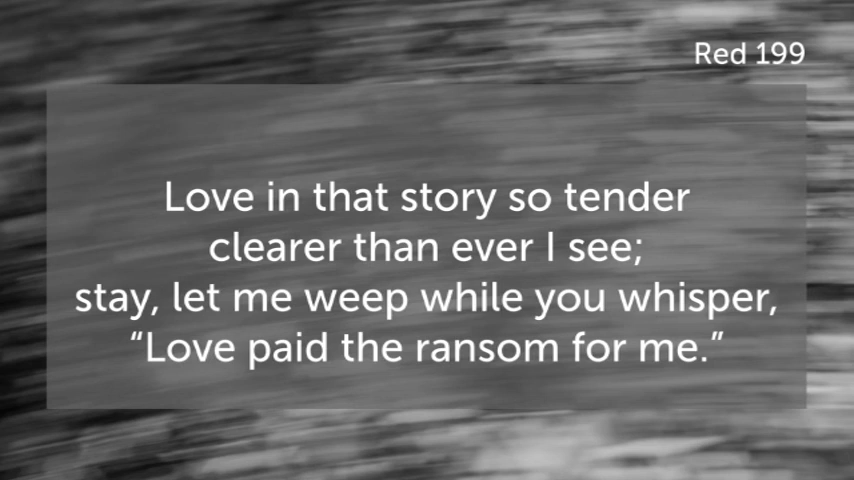 Red 199
Love in that story so tender
clearer than ever I see;
stay, let me weep while you whisper,
“Love paid the ransom for me.”